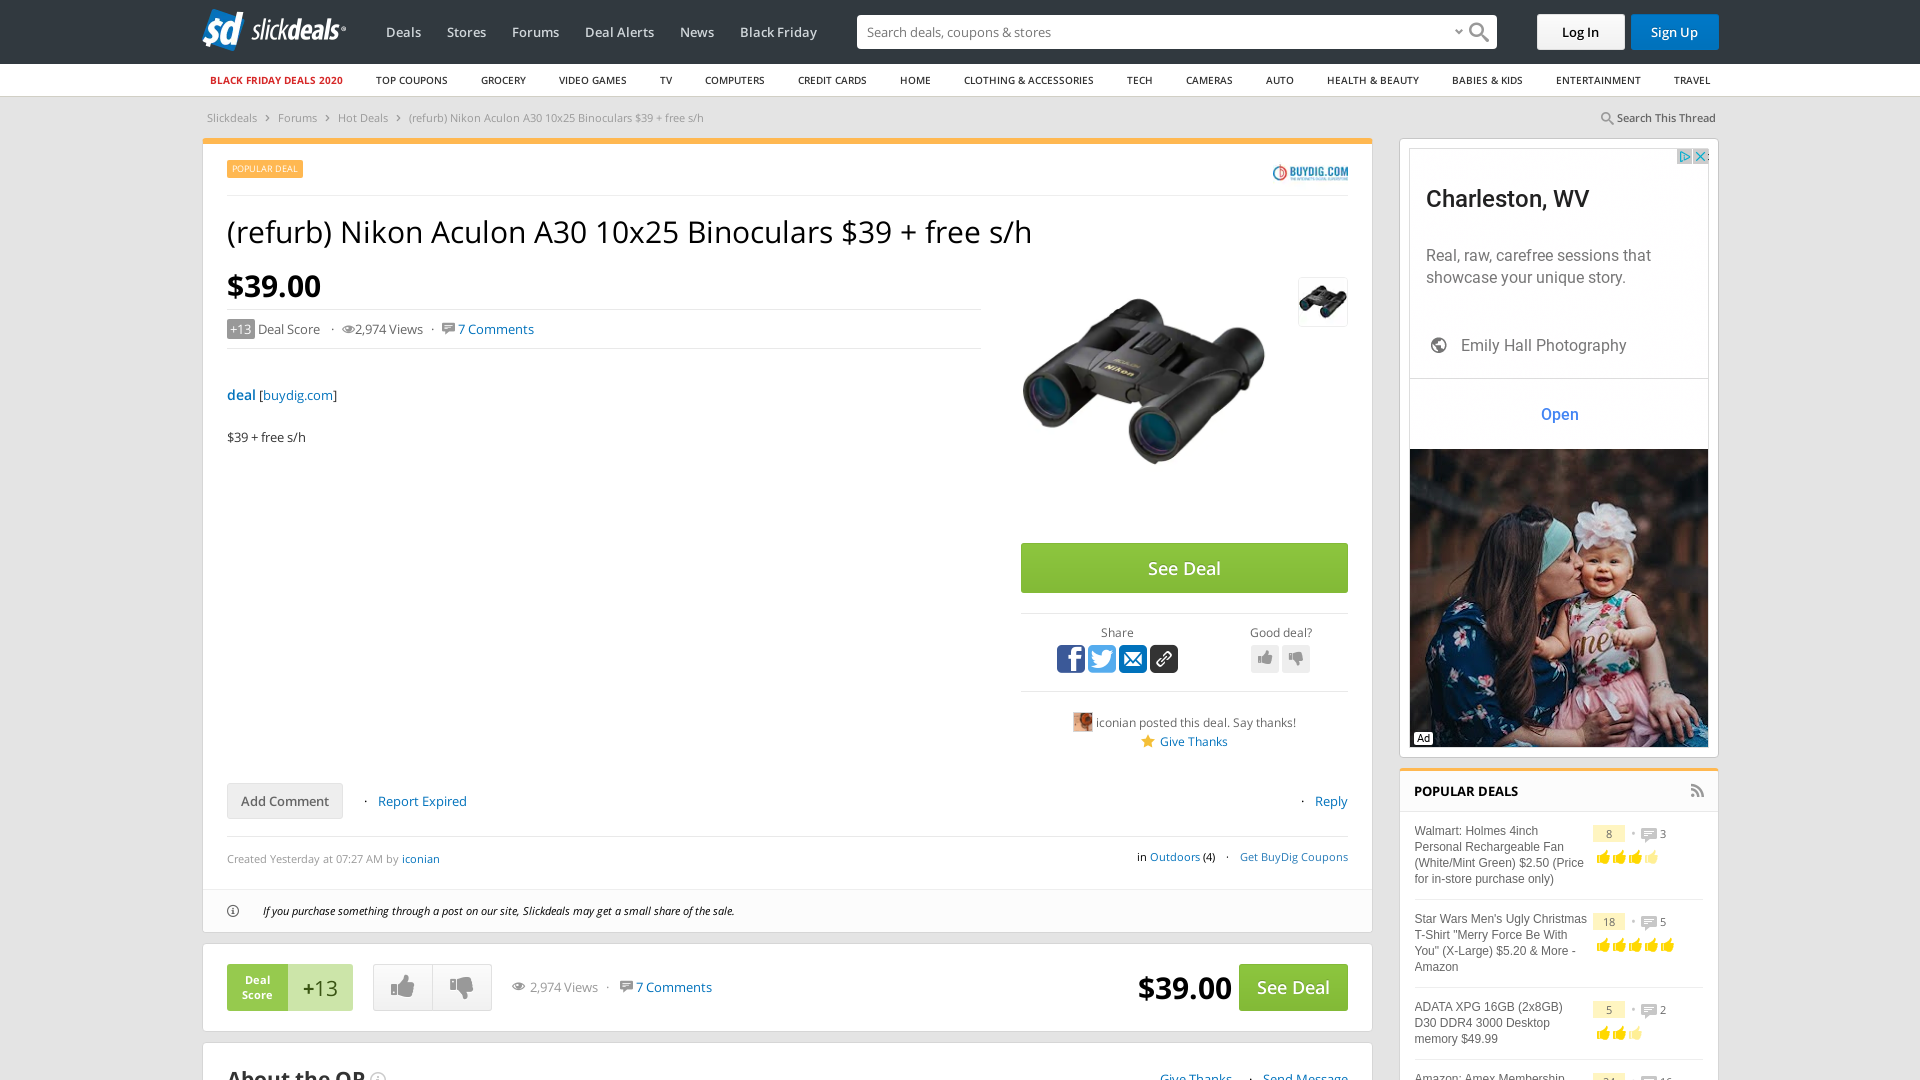 slickdeals
Deals Stores Forums Deal Alerts News Black Friday
Search deals, coupons & shops
Log In Sign Up
BLACK FRIDAY DEALS 2020 TOP COUPONS GROCERY VIDEO GAMES TV COMPUTERS CREDIT CARDS HOME CLOTHING & ACCESSORIES TECH CAMERAS AUTO HEALTH & BEAUTY BABIES & KIDS ENTERTAINMENT TRAVEL
Slickdeals > Forums > Hot Deals > (refurb) Nikon Aculon A30 10x25 Binoculars $39 + free s/h
Search This Thread
POPULAR DEAL
BUYDIG.COM
(refurb) Nikon Aculon A30 10x25 Binoculars $39 + free s/h
$39.00
+13 Deal Score · 2,974 Views · 7 Comments
deal [buydig.com]
$39 + free s/h
Nikon
See Deal
Share
Good deal?
iconian posted this deal. Say thanks!
Give Thanks
Add Comment · Report Expired
· Reply
Created Yesterday at 07:27 AM by iconian
in Outdoors (4) · Get BuyDig Coupons
If you purchase something through a post on our site, Slickdeals may get a small share of the sale.
Deal Score +13
2,974 Views · 7 Comments
$39.00 See Deal
About the OP
Give Thanks · Send Message
Charleston, WV
Real, raw, carefree sessions that
showcase your unique story.
Emily Hall Photography
Open
one
Ad
POPULAR DEALS
Walmart: Holmes 4inch
Personal Rechargeable Fan
(White/Mint Green) $2.50 (Price
for in-store purchase only)
8 · 3
Star Wars Men's Ugly Christmas
T-Shirt "Merry Force Be With
You" (X-Large) $5.20 & More -
Amazon
18 · 5
ADATA XPG 16GB (2x8GB)
D30 DDR4 3000 Desktop
memory $49.99
5 · 2
Amazon: Amex Membership